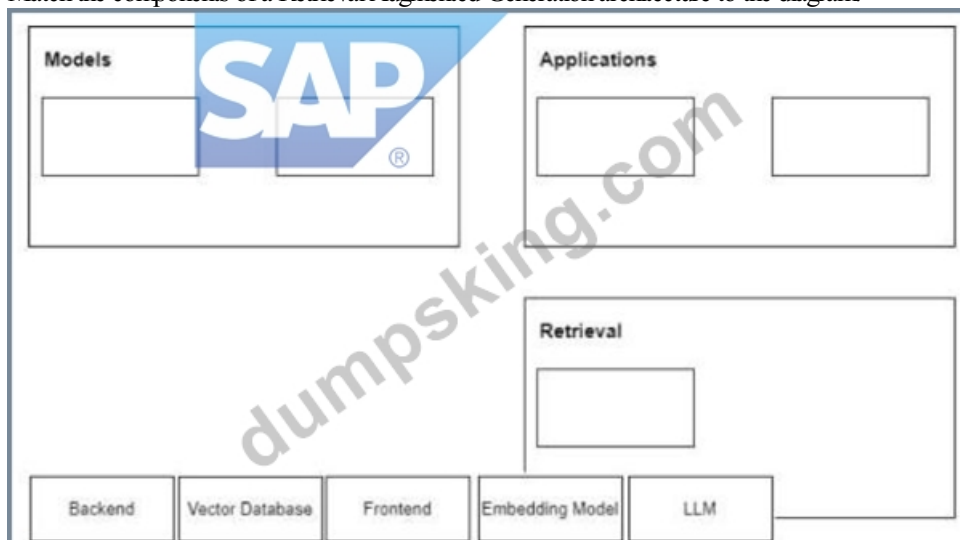 Models
SAP
®
Applications
dumpsking.com
Retrieval
Backend
Vector Database
Frontend
Embedding Model
LLM